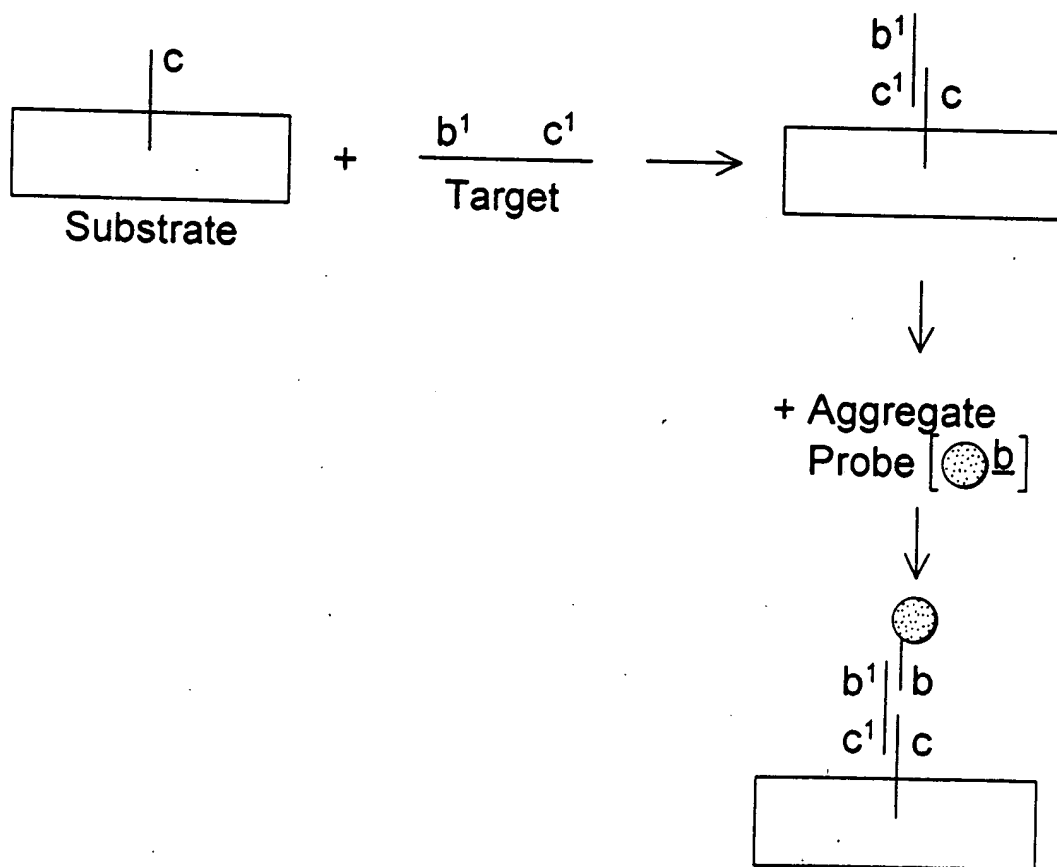 c
b¹ c¹
+
Target
Substrate
b¹
c¹ c
+ Aggregate
Probe [ b ]
b¹ b
c¹ c